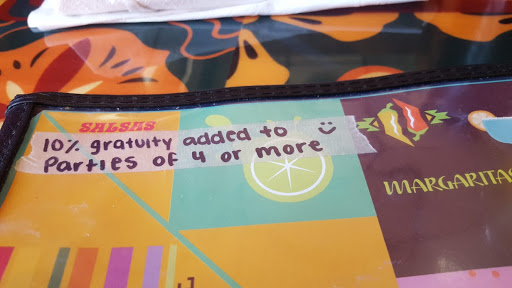 SALSAS
10% gratuity added to
Parties of 4 or more
MARGARITAS